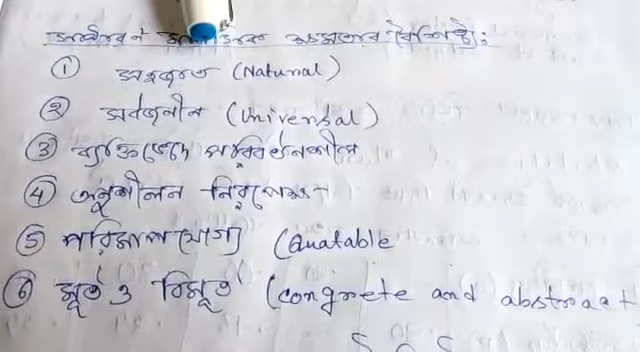 ক্ষমতার বৈশিষ্ট্য:
① সহজাত (Natural)
② সর্বজনীন (Universal)
③ ব্যক্তিভেদে পরিবর্তনশীল
④ অনুশীলন নিরপেক্ষ
⑤ পরিমাপযোগ্য (Quatable
⑥ মূর্ত ও বিমূর্ত (congrete and abstract